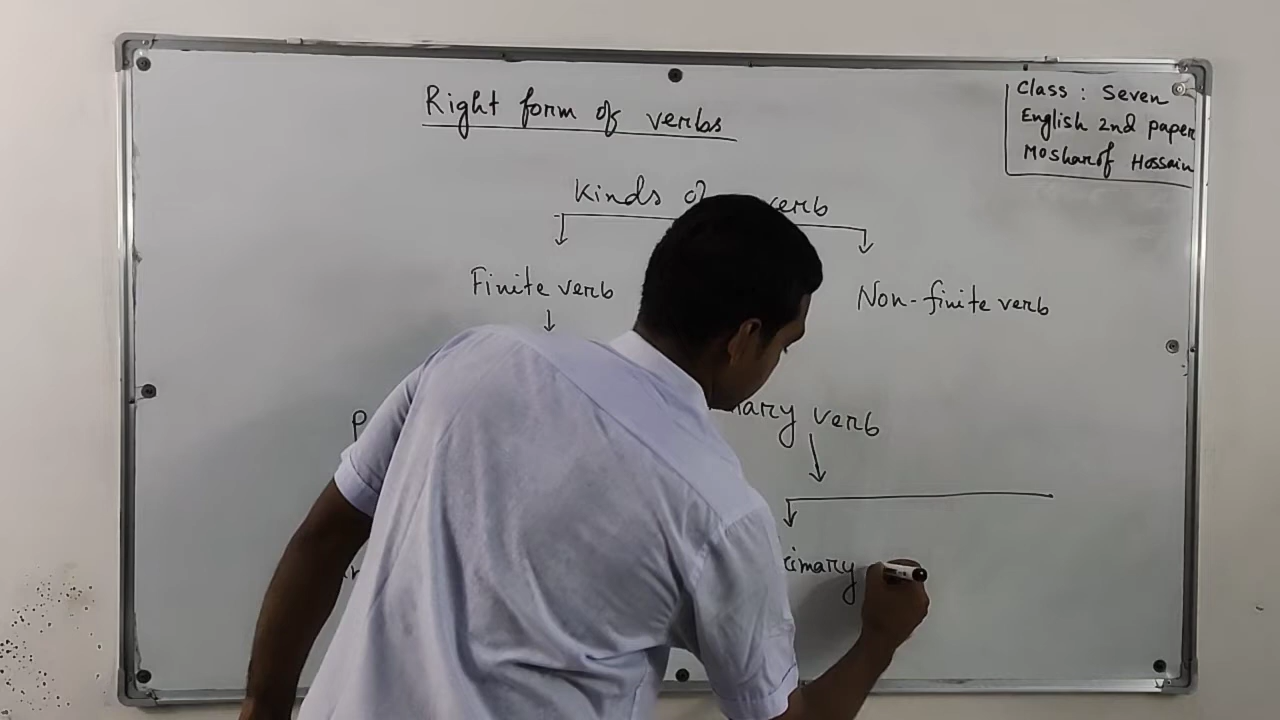 Right form of verbs
Class : Seven
English 2nd paper
Mosharof Hossain
Kinds of verb
Finite verb
Non-finite verb
verb